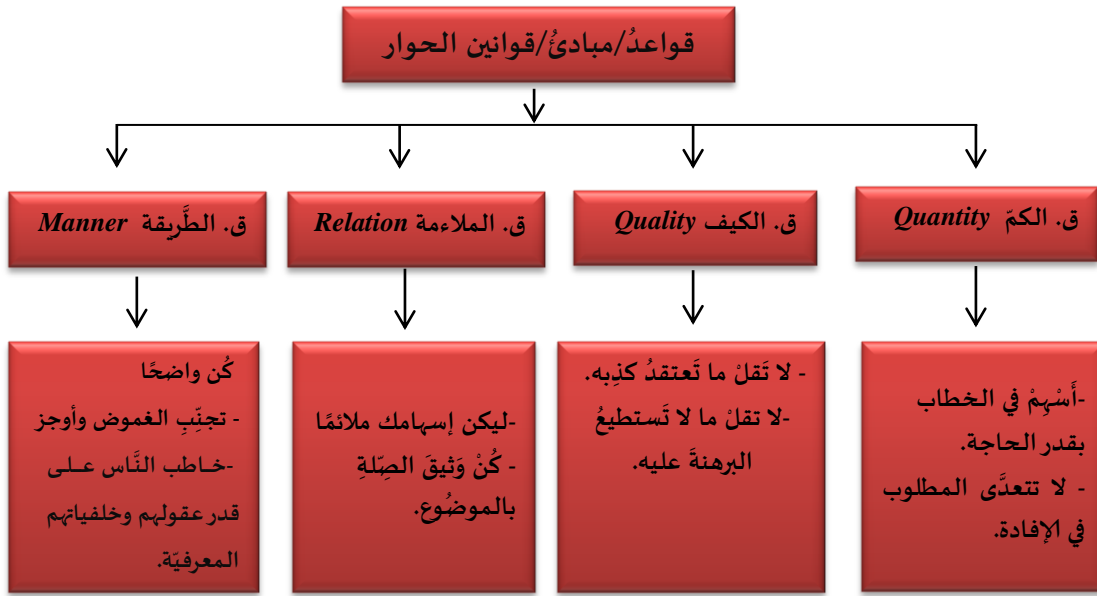 قواعدُ/مبادئُ/قوانين الحوار
ق. الكمّ Quantity
ق. الكيف Quality
ق. الملاءمة Relation
ق. الطَّرِيقة Manner
-أَسْهِمْ في الخطاب
بقدر الحاجة.
- لا تتعدَّى المطلوب
في الإفادة.
- لا تَقلْ ما تَعتقدُ كذِبه.
-لا تقلْ ما لا تَستطيعُ
البرهنةَ عليه.
-ليكن إسهامك ملائمًا
- كُنْ وَثيقَ الصِّلةِ
بالموضُوع.
كُن واضحًا
- تجنِّبِ الغموض وأوجز
-خاطب النَّاس على
قدر عقولهم وخلفياتهم
المعرفيّة.